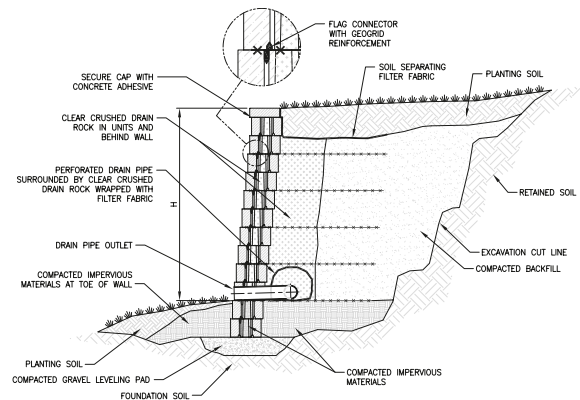 FLAG CONNECTOR
WITH GEOGRID
REINFORCEMENT
SOIL SEPARATING
FILTER FABRIC
PLANTING SOIL
SECURE CAP WITH
CONCRETE ADHESIVE
CLEAR CRUSHED DRAIN
ROCK IN UNITS AND
BEHIND WALL
PERFORATED DRAIN PIPE
SURROUNDED BY CLEAR CRUSHED
DRAIN ROCK WRAPPED WITH
FILTER FABRIC
H
RETAINED SOIL
DRAIN PIPE OUTLET
EXCAVATION CUT LINE
COMPACTED BACKFILL
COMPACTED IMPERVIOUS
MATERIALS AT TOE OF WALL
PLANTING SOIL
COMPACTED GRAVEL LEVELING PAD
FOUNDATION SOIL
COMPACTED IMPERVIOUS
MATERIALS